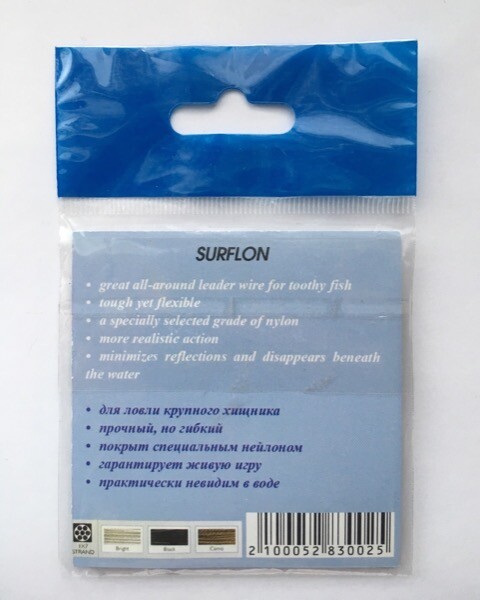 SURFLON
• great all-around leader wire for toothy fish
• tough yet flexible
• a specially selected grade of nylon
• more realistic action
• minimizes reflections and disappears beneath
the water
• для ловли крупного хищника
• прочный, но гибкий
• покрыт специальным нейлоном
• гарантирует живую игру
• практически невидим в воде
1X7
STRAND
Bright
Black
Camo
2 100052 830025